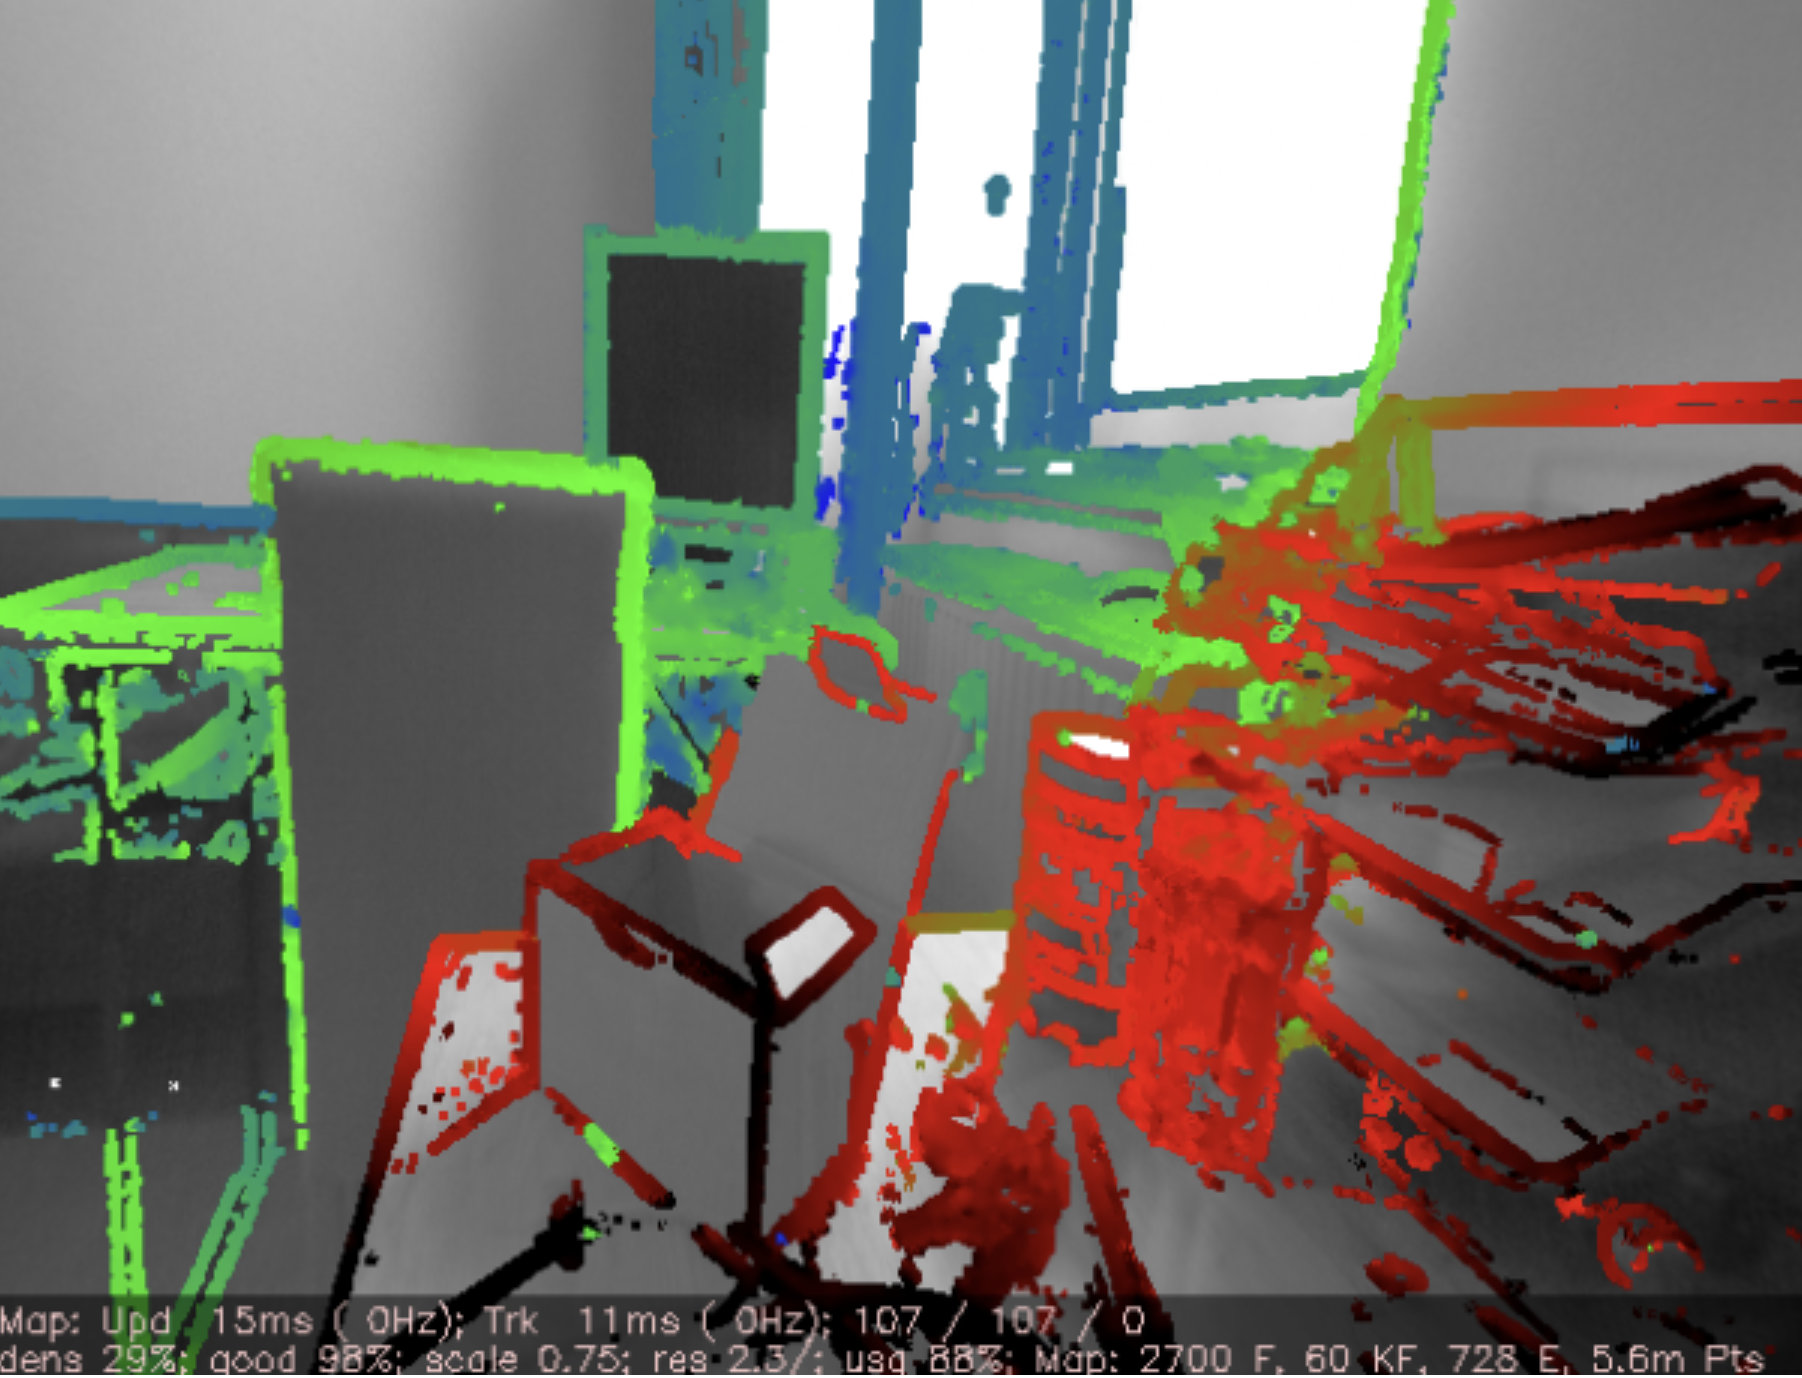 Map: Upd 15ms ( 0Hz); Trk 11ms ( 0Hz); 107 / 107 / 0
dens 29%; good 98%; scale 0.75; res 2.3/; usg 88%; Map: 2700 F, 60 KF, 728 E, 5.6m Pts